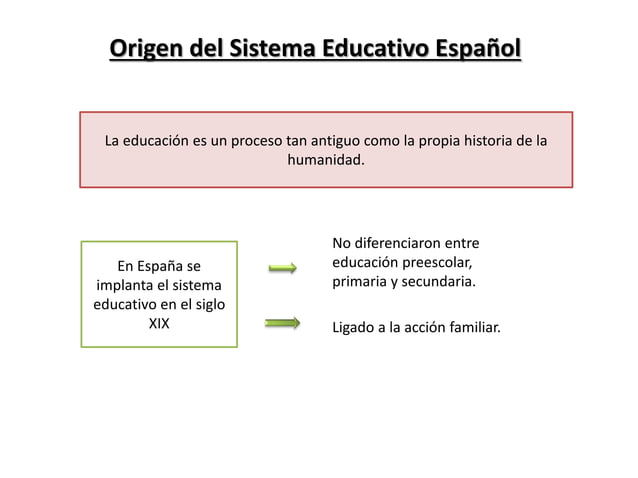 Origen del Sistema Educativo Español
La educación es un proceso tan antiguo como la propia historia de la
humanidad.
En España se
implanta el sistema
educativo en el siglo
XIX
No diferenciaron entre
educación preescolar,
primaria y secundaria.
Ligado a la acción familiar.